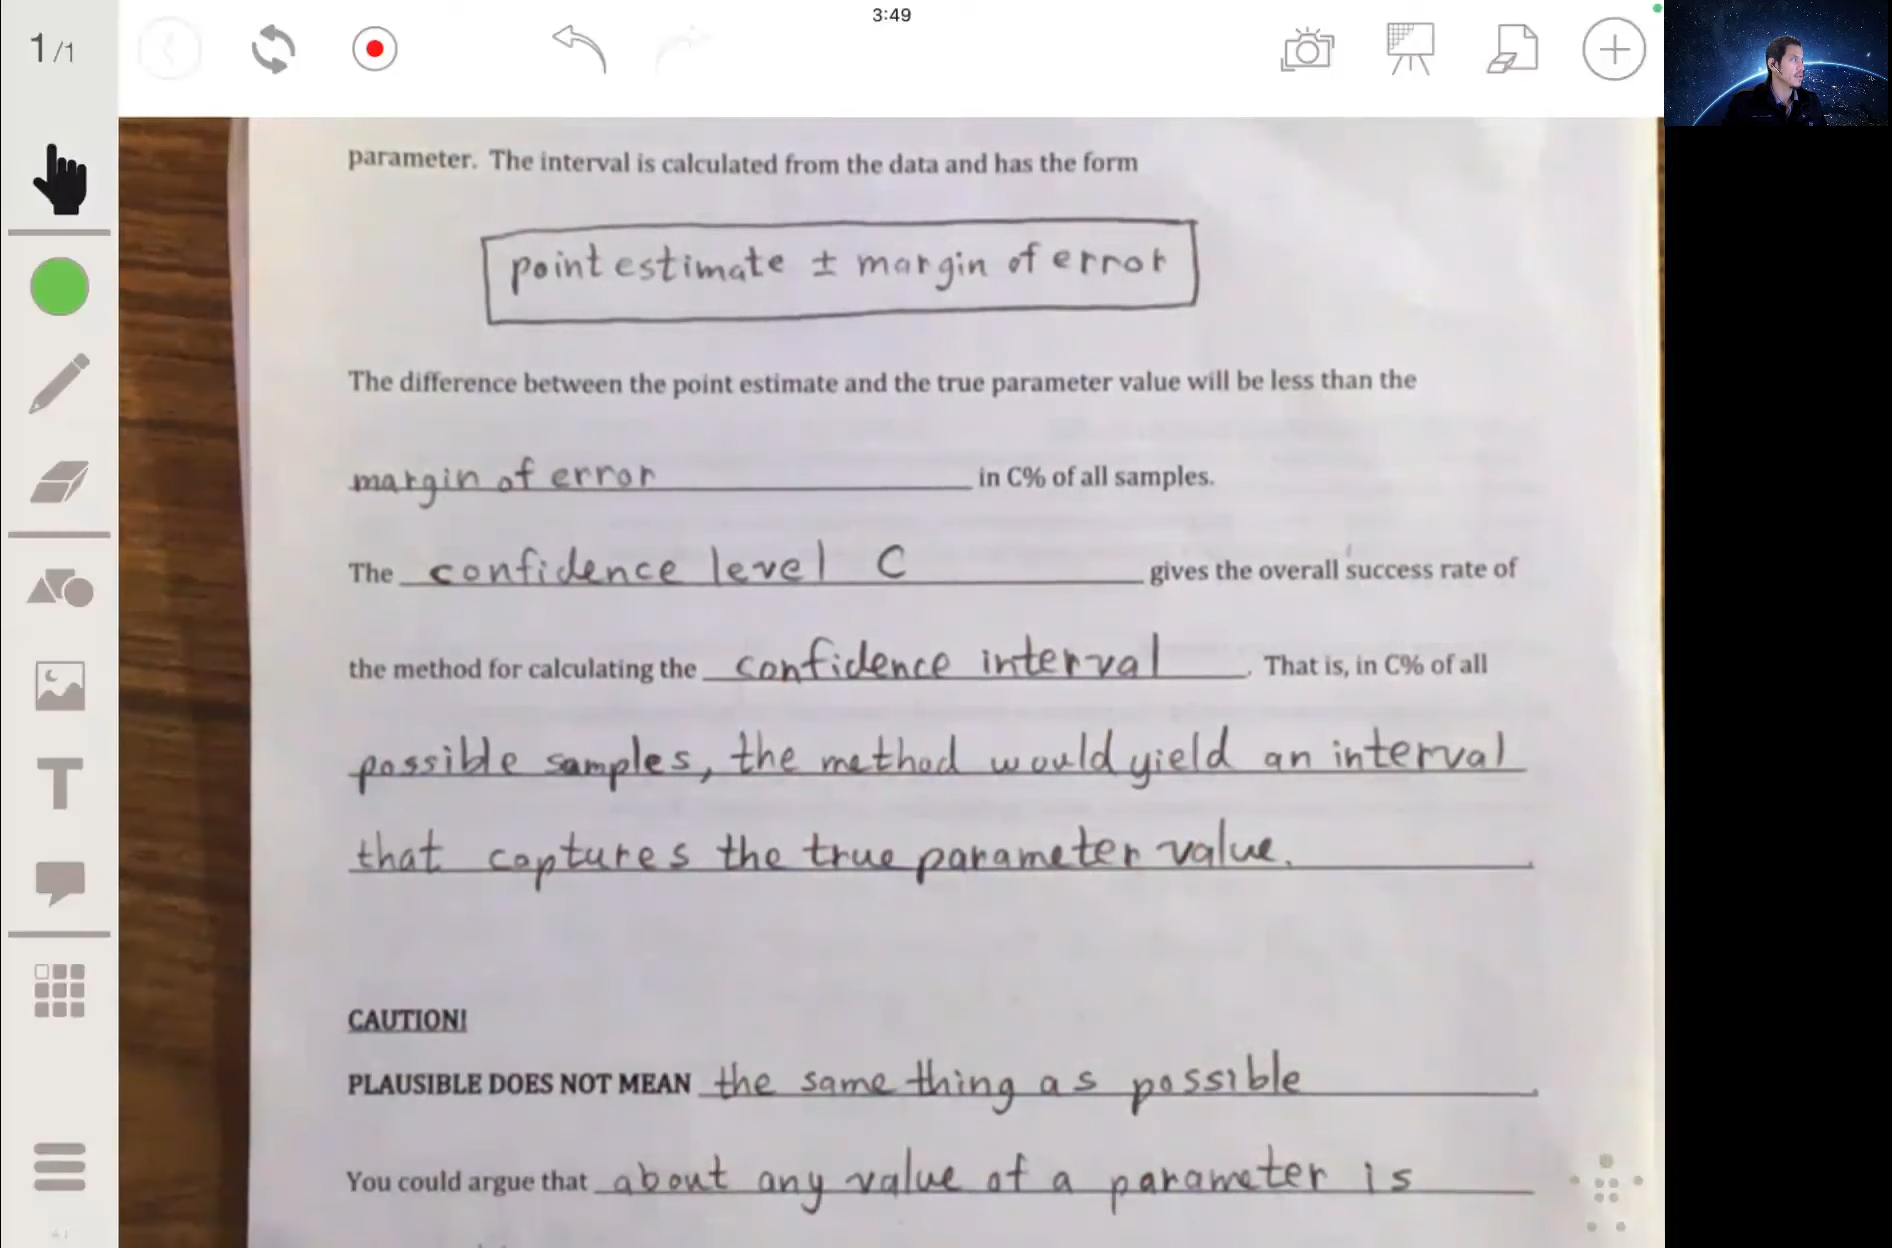 3:49
1/1
parameter. The interval is calculated from the data and has the form
point estimate ± margin of error
The difference between the point estimate and the true parameter value will be less than the
margin of error in C% of all samples.
The confidence level C gives the overall success rate of
the method for calculating the confidence interval. That is, in C% of all
possible samples, the method would yield an interval
that captures the true parameter value.
CAUTION!
PLAUSIBLE DOES NOT MEAN the same thing as possible.
You could argue that about any value of a parameter is
T